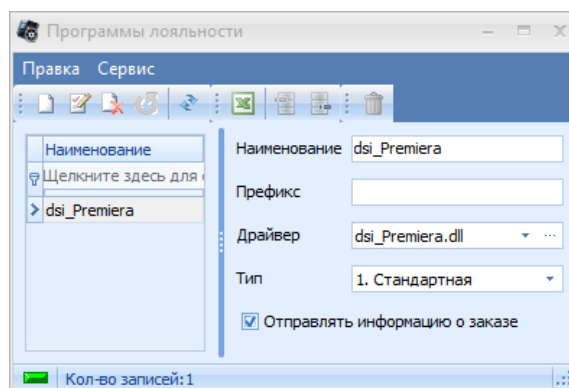 Программы лояльности
Правка Сервис
Наименование
Щелкните здесь для
dsi_Premiera
Наименование dsi_Premiera
Префикс
Драйвер dsi_Premiera.dll
Тип 1. Стандартная
Отправлять информацию о заказе
Кол-во записей:1